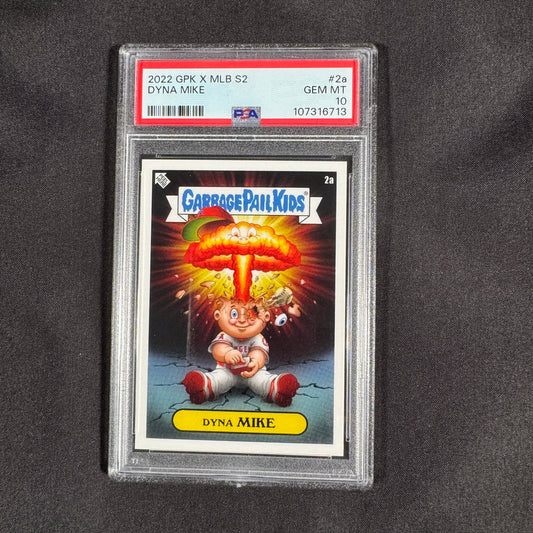 2022 GPK X MLB S2 #2a
DYNA MIKE GEM MT
10
PSA 107316713
2a
GARBAGE PAIL KIDS
DYNA MIKE